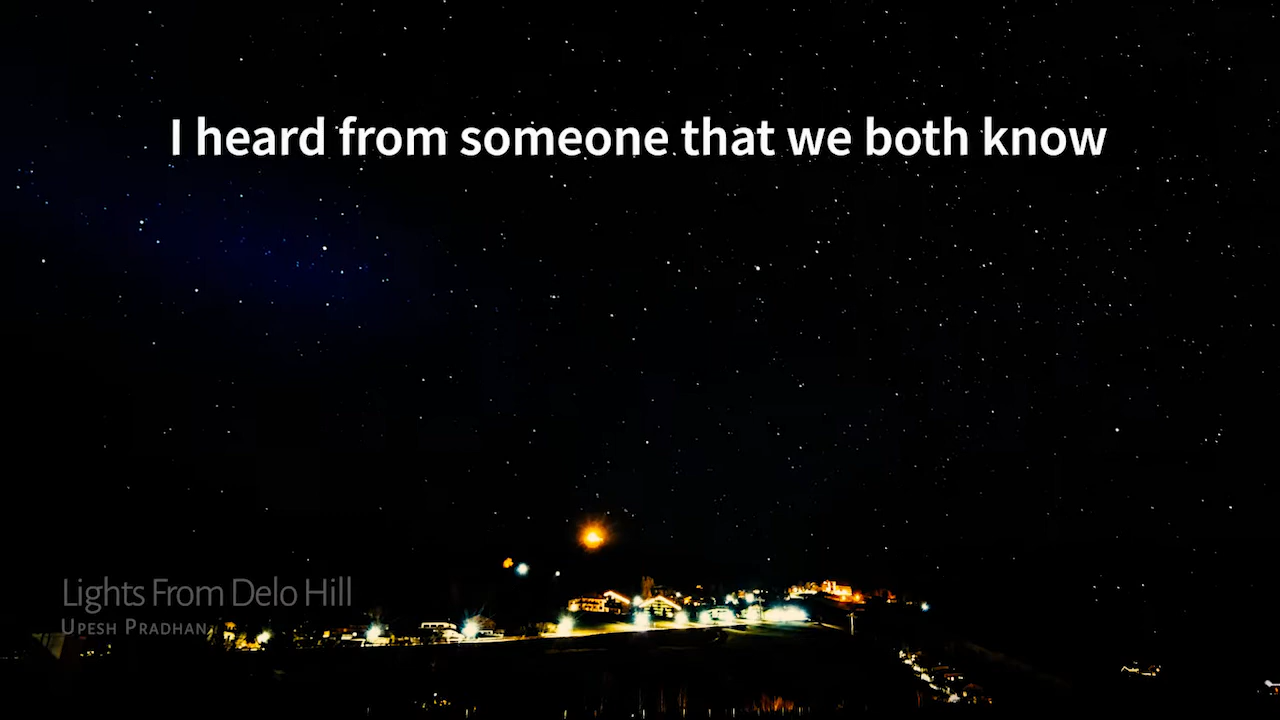 I heard from someone that we both know
Lights From Delo Hill
Upesh Pradhan